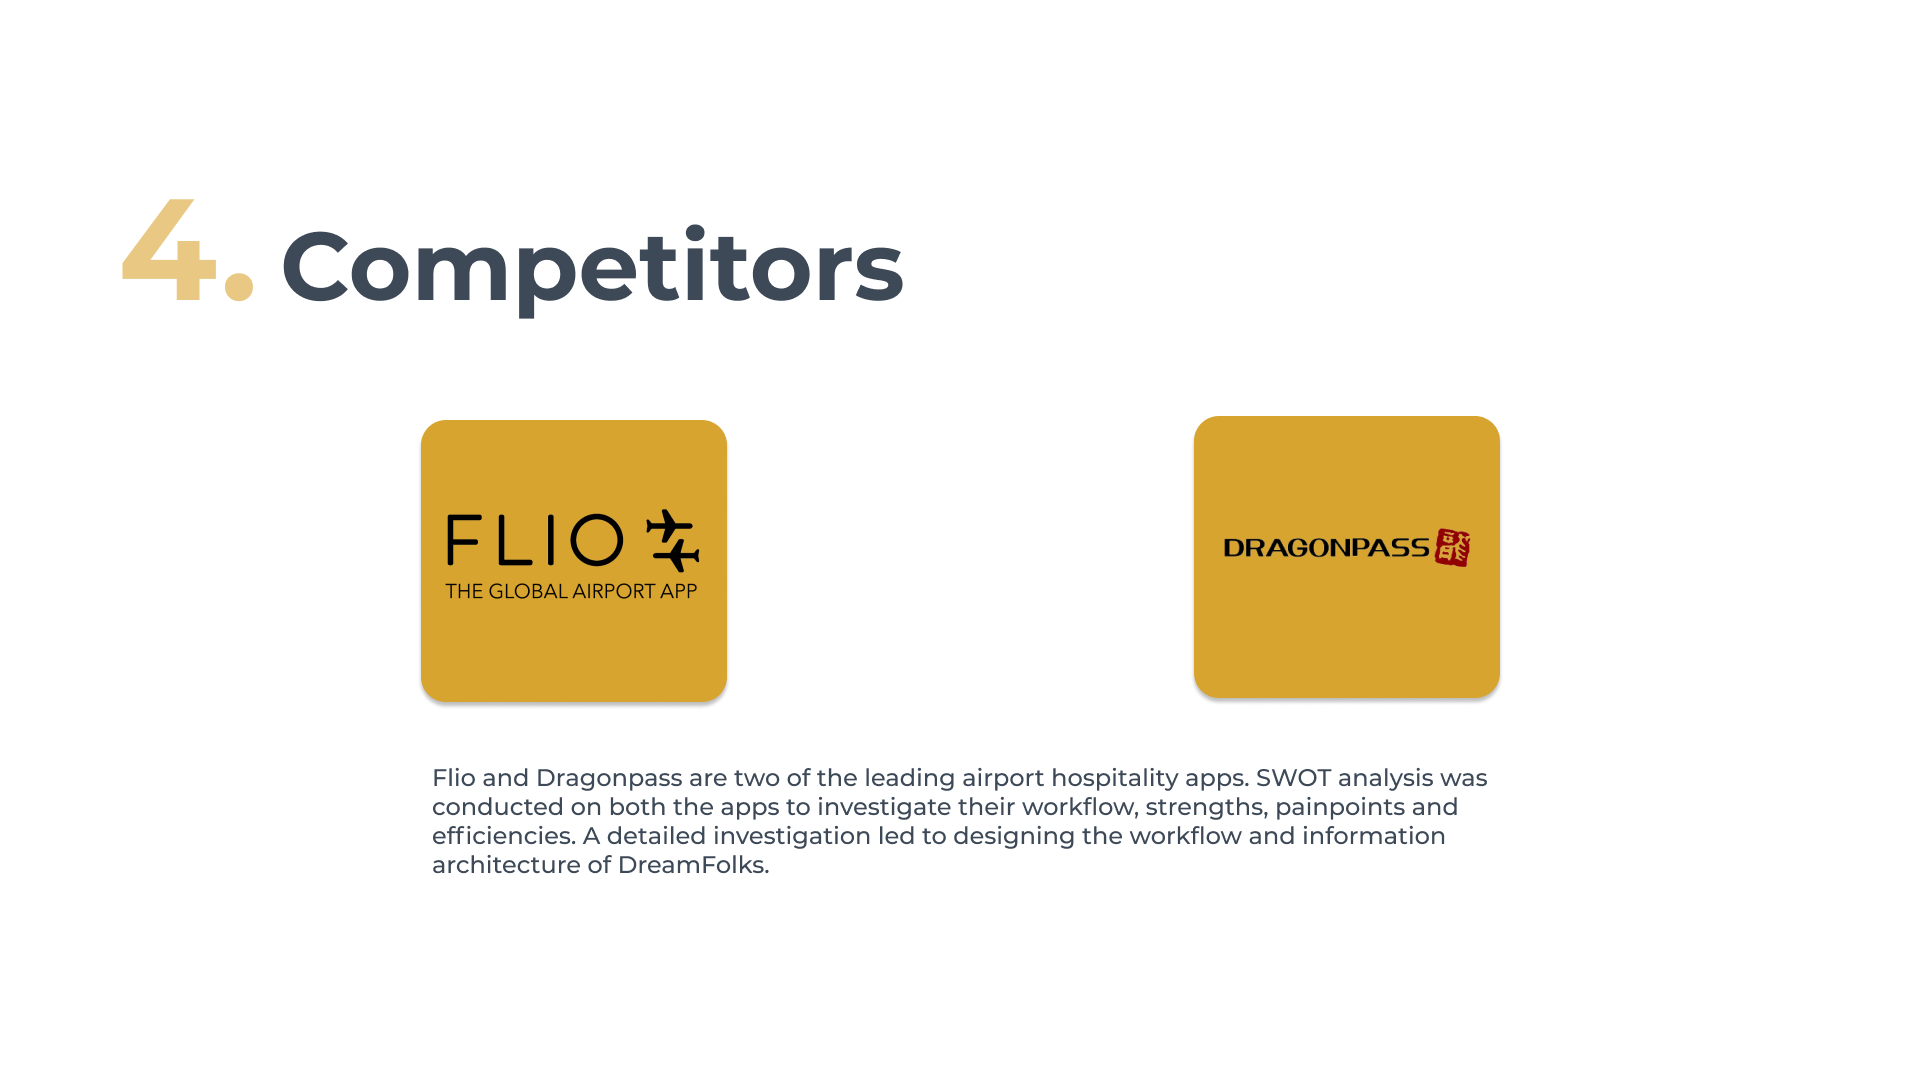 4. Competitors
FLIO
THE GLOBAL AIRPORT APP
DRAGONPASS 龍
Flio and Dragonpass are two of the leading airport hospitality apps. SWOT analysis was
conducted on both the apps to investigate their workflow, strengths, painpoints and
efficiencies. A detailed investigation led to designing the workflow and information
architecture of DreamFolks.